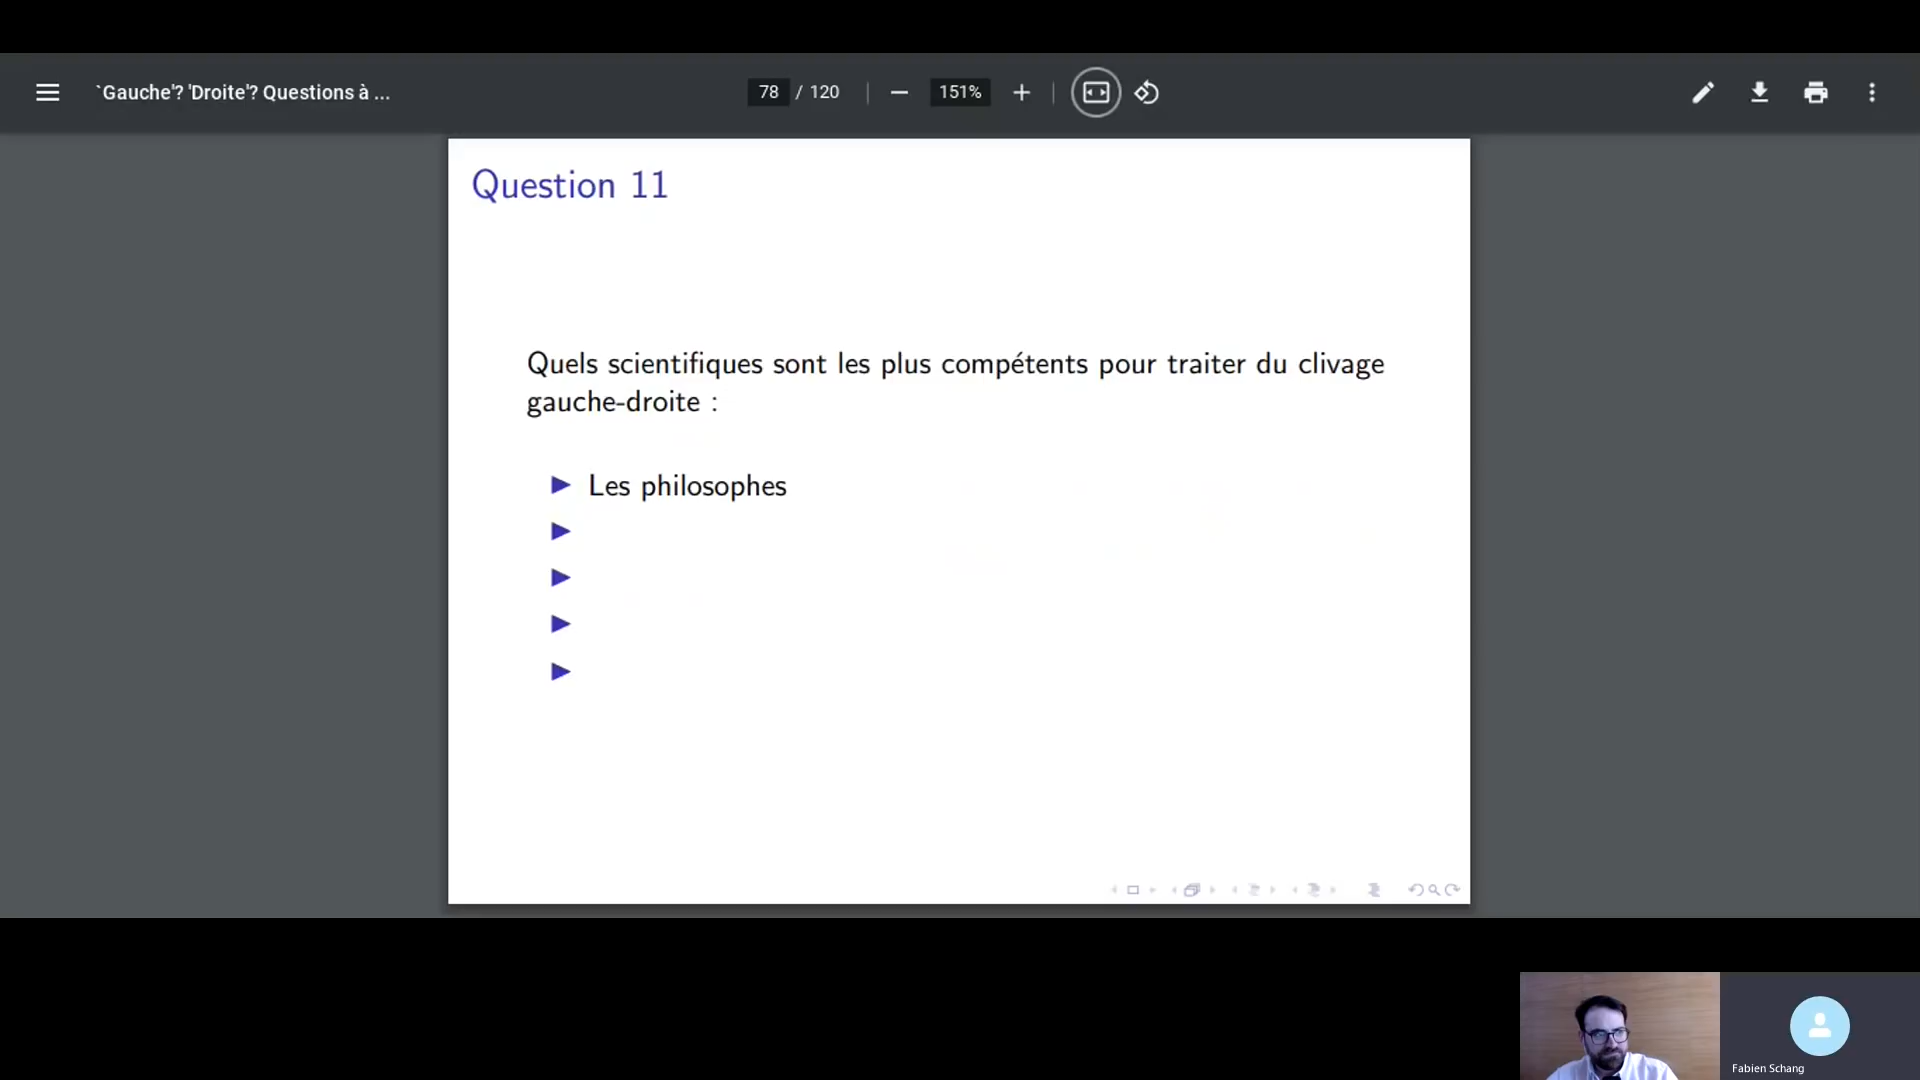 `Gauche'? 'Droite'? Questions à ...
78 / 120
151%
Question 11
Quels scientifiques sont les plus compétents pour traiter du clivage
gauche-droite :
▶ Les philosophes
▶
▶
▶
▶
Fabien Schang